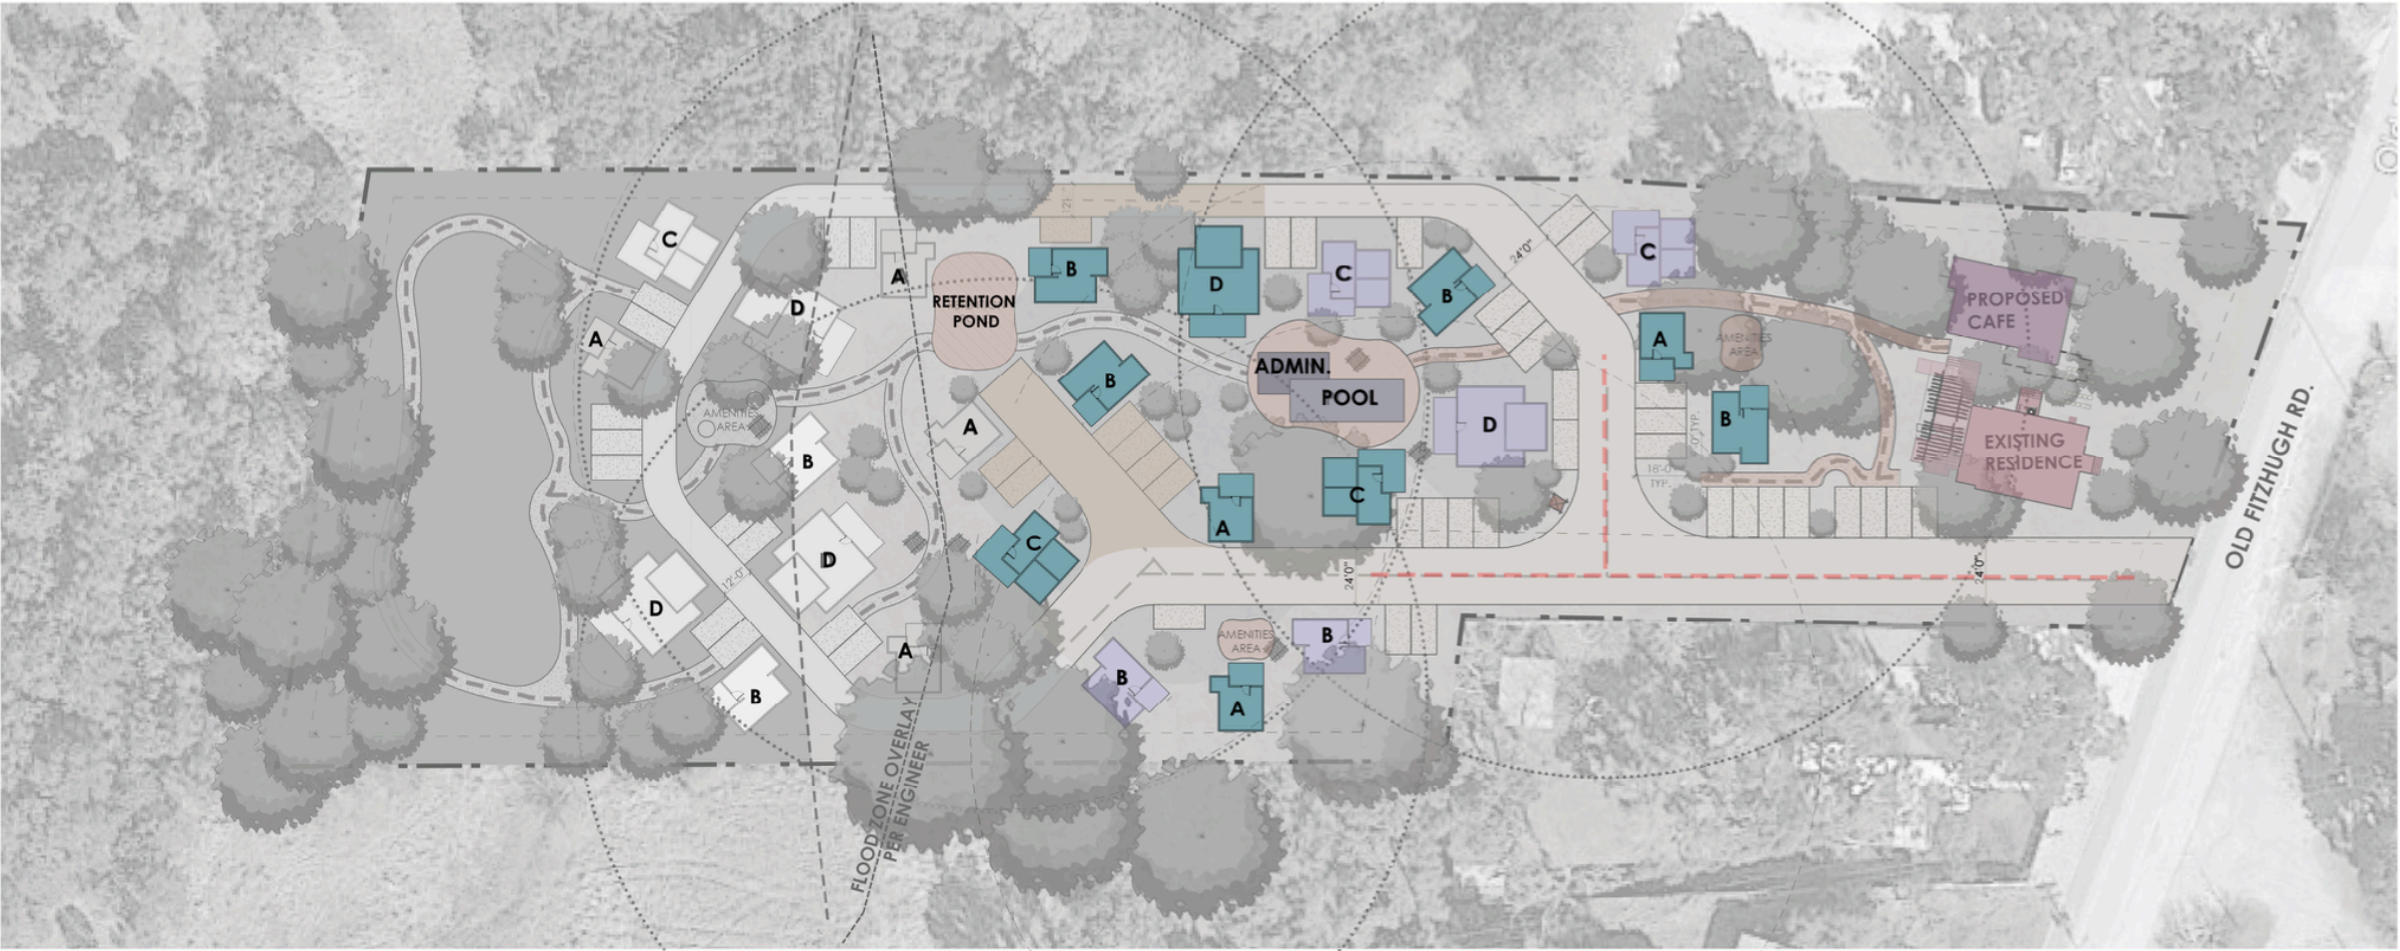 C
A
D
A
RETENTION
POND
B
D
C
B
C
A
AMENITIES
AREA
PROPOSED
CAFE
ADMIN.
POOL
B
A
D
B
EXISTING
RESIDENCE
AMENITIES
AREA
B
D
D
B
A
C
A
C
B
A
B
AMENITIES
AREA
24'0"
24'0"
24'0"
12'-0"
18'-0"
TYP.
FLOOD ZONE OVERLAY
PER ENGINEER
OLD FITZHUGH RD.